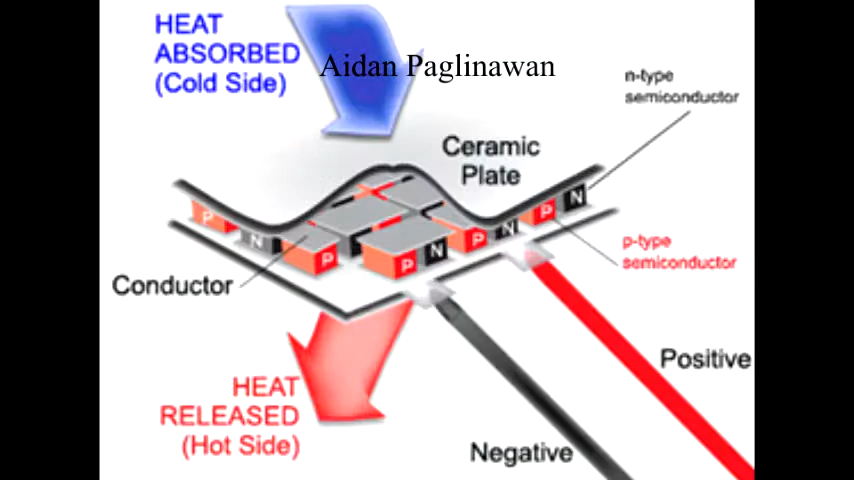 HEAT
ABSORBED
(Cold Side)
Aidan Paglinawan
n-type
semiconductor
Ceramic
Plate
P
N
P
P
N
P
N
P
N
p-type
semiconductor
Conductor
Positive
HEAT
RELEASED
(Hot Side)
Negative